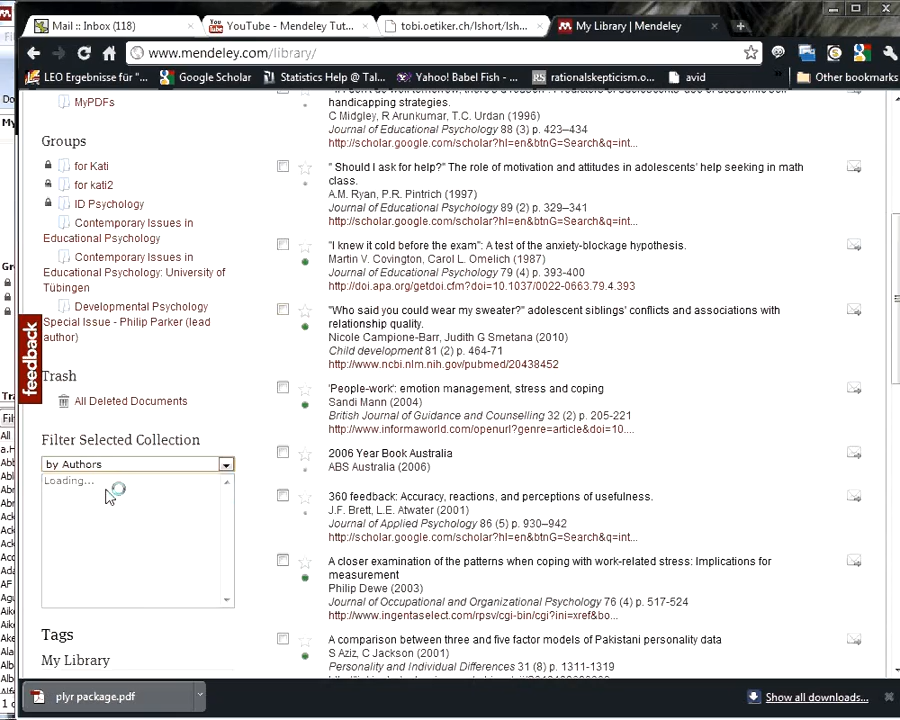 Mail :: Inbox (118)
YouTube - Mendeley Tut...
tobi.oetiker.ch/lshort/lsh...
My Library | Mendeley
www.mendeley.com/library/
LEO Ergebnisse für "...
Google Scholar
Statistics Help @ Tal...
Yahoo! Babel Fish - ...
rationalskepticism.o...
avid
»
Other bookmarks
MyPDFs
Groups
for Kati
for kati2
ID Psychology
Contemporary Issues in
Educational Psychology
Contemporary Issues in
Educational Psychology: University of
Tübingen
Developmental Psychology
Special Issue - Philip Parker (lead
author)
feedback
Trash
All Deleted Documents
Filter Selected Collection
by Authors
Loading...
Tags
My Library
handicapping strategies.
C Midgley, R Arunkumar, T.C. Urdan (1996)
Journal of Educational Psychology 88 (3) p. 423–434
http://scholar.google.com/scholar?hl=en&btnG=Search&q=int...
" Should I ask for help?" The role of motivation and attitudes in adolescents' help seeking in math
class.
A.M. Ryan, P.R. Pintrich (1997)
Journal of Educational Psychology 89 (2) p. 329–341
http://scholar.google.com/scholar?hl=en&btnG=Search&q=int...
"I knew it cold before the exam": A test of the anxiety-blockage hypothesis.
Martin V. Covington, Carol L. Omelich (1987)
Journal of Educational Psychology 79 (4) p. 393-400
http://doi.apa.org/getdoi.cfm?doi=10.1037/0022-0663.79.4.393
"Who said you could wear my sweater?" adolescent siblings' conflicts and associations with
relationship quality.
Nicole Campione-Barr, Judith G Smetana (2010)
Child development 81 (2) p. 464-71
http://www.ncbi.nlm.nih.gov/pubmed/20438452
'People-work': emotion management, stress and coping
Sandi Mann (2004)
British Journal of Guidance and Counselling 32 (2) p. 205-221
http://www.informaworld.com/openurl?genre=article&doi=10....
2006 Year Book Australia
ABS Australia (2006)
360 feedback: Accuracy, reactions, and perceptions of usefulness.
J.F. Brett, L.E. Atwater (2001)
Journal of Applied Psychology 86 (5) p. 930–942
http://scholar.google.com/scholar?hl=en&btnG=Search&q=int...
A closer examination of the patterns when coping with work-related stress: Implications for
measurement
Philip Dewe (2003)
Journal of Occupational and Organizational Psychology 76 (4) p. 517-524
http://www.ingentaselect.com/rpsv/cgi-bin/cgi?ini=xref&bo...
A comparison between three and five factor models of Pakistani personality data
S Aziz, C Jackson (2001)
Personality and Individual Differences 31 (8) p. 1311-1319
plyr package.pdf
Show all downloads...